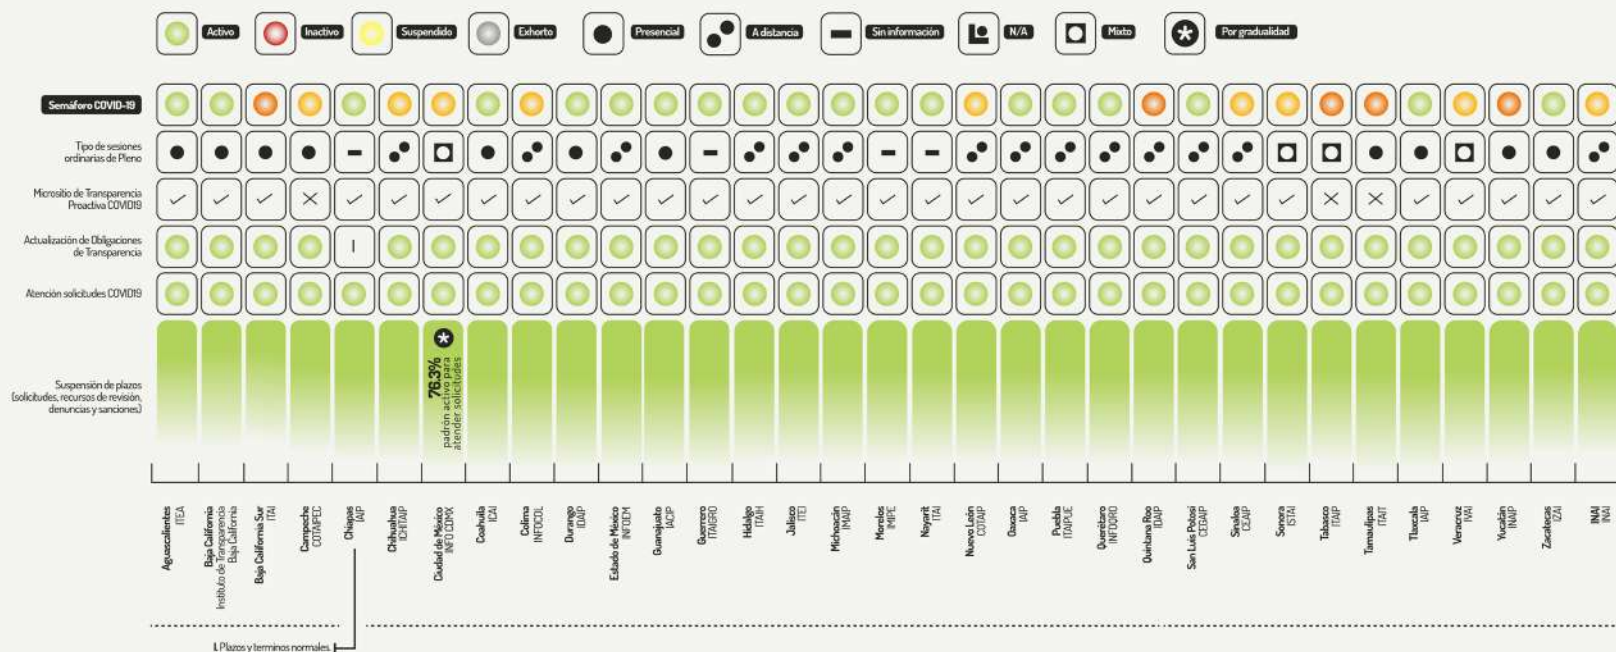 Activo
Inactivo
Suspendido
Exhorto
Presencial
A distancia
Sin información
N/A
Mixto
Por gradualidad
Semáforo COVID-19
Tipo de sesiones
ordinarias de Pleno
Micrositio de Transparencia
Proactiva COVID19
Actualización de Obligaciones
de Transparencia
Atención solicitudes COVID19
Suspensión de plazos
(solicitudes, recursos de revisión,
denuncias y sanciones)
76.3%
padrón activo para
atender solicitudes
Aguascalientes
ITEA
Baja California
Instituto de Transparencia
Baja California
Baja California Sur
ITAI
Campeche
COTAIPEC
Chiapas
IAIP
Chihuahua
ICHITAIP
Ciudad de México
INFO CDMX
Coahuila
ICAI
Colima
INFOCOL
Durango
IDAIP
Estado de México
INFOEM
Guanajuato
IACIP
Guerrero
ITAIGRO
Hidalgo
ITAIH
Jalisco
ITEI
Michoacán
IMAIP
Morelos
IMIPE
Nayarit
ITAI
Nuevo León
COTAIP
Oaxaca
IAIP
Puebla
ITAIPUE
Querétaro
INFOQRO
Quintana Roo
IDAIP
San Luis Potosí
CEGAIP
Sinaloa
CEAIP
Sonora
ISTAI
Tabasco
ITAIP
Tamaulipas
ITAIT
Tlaxcala
IAIP
Veracruz
IVAI
Yucatán
INAIP
Zacatecas
IZAI
INAI
INAI
I. Plazos y terminos normales.